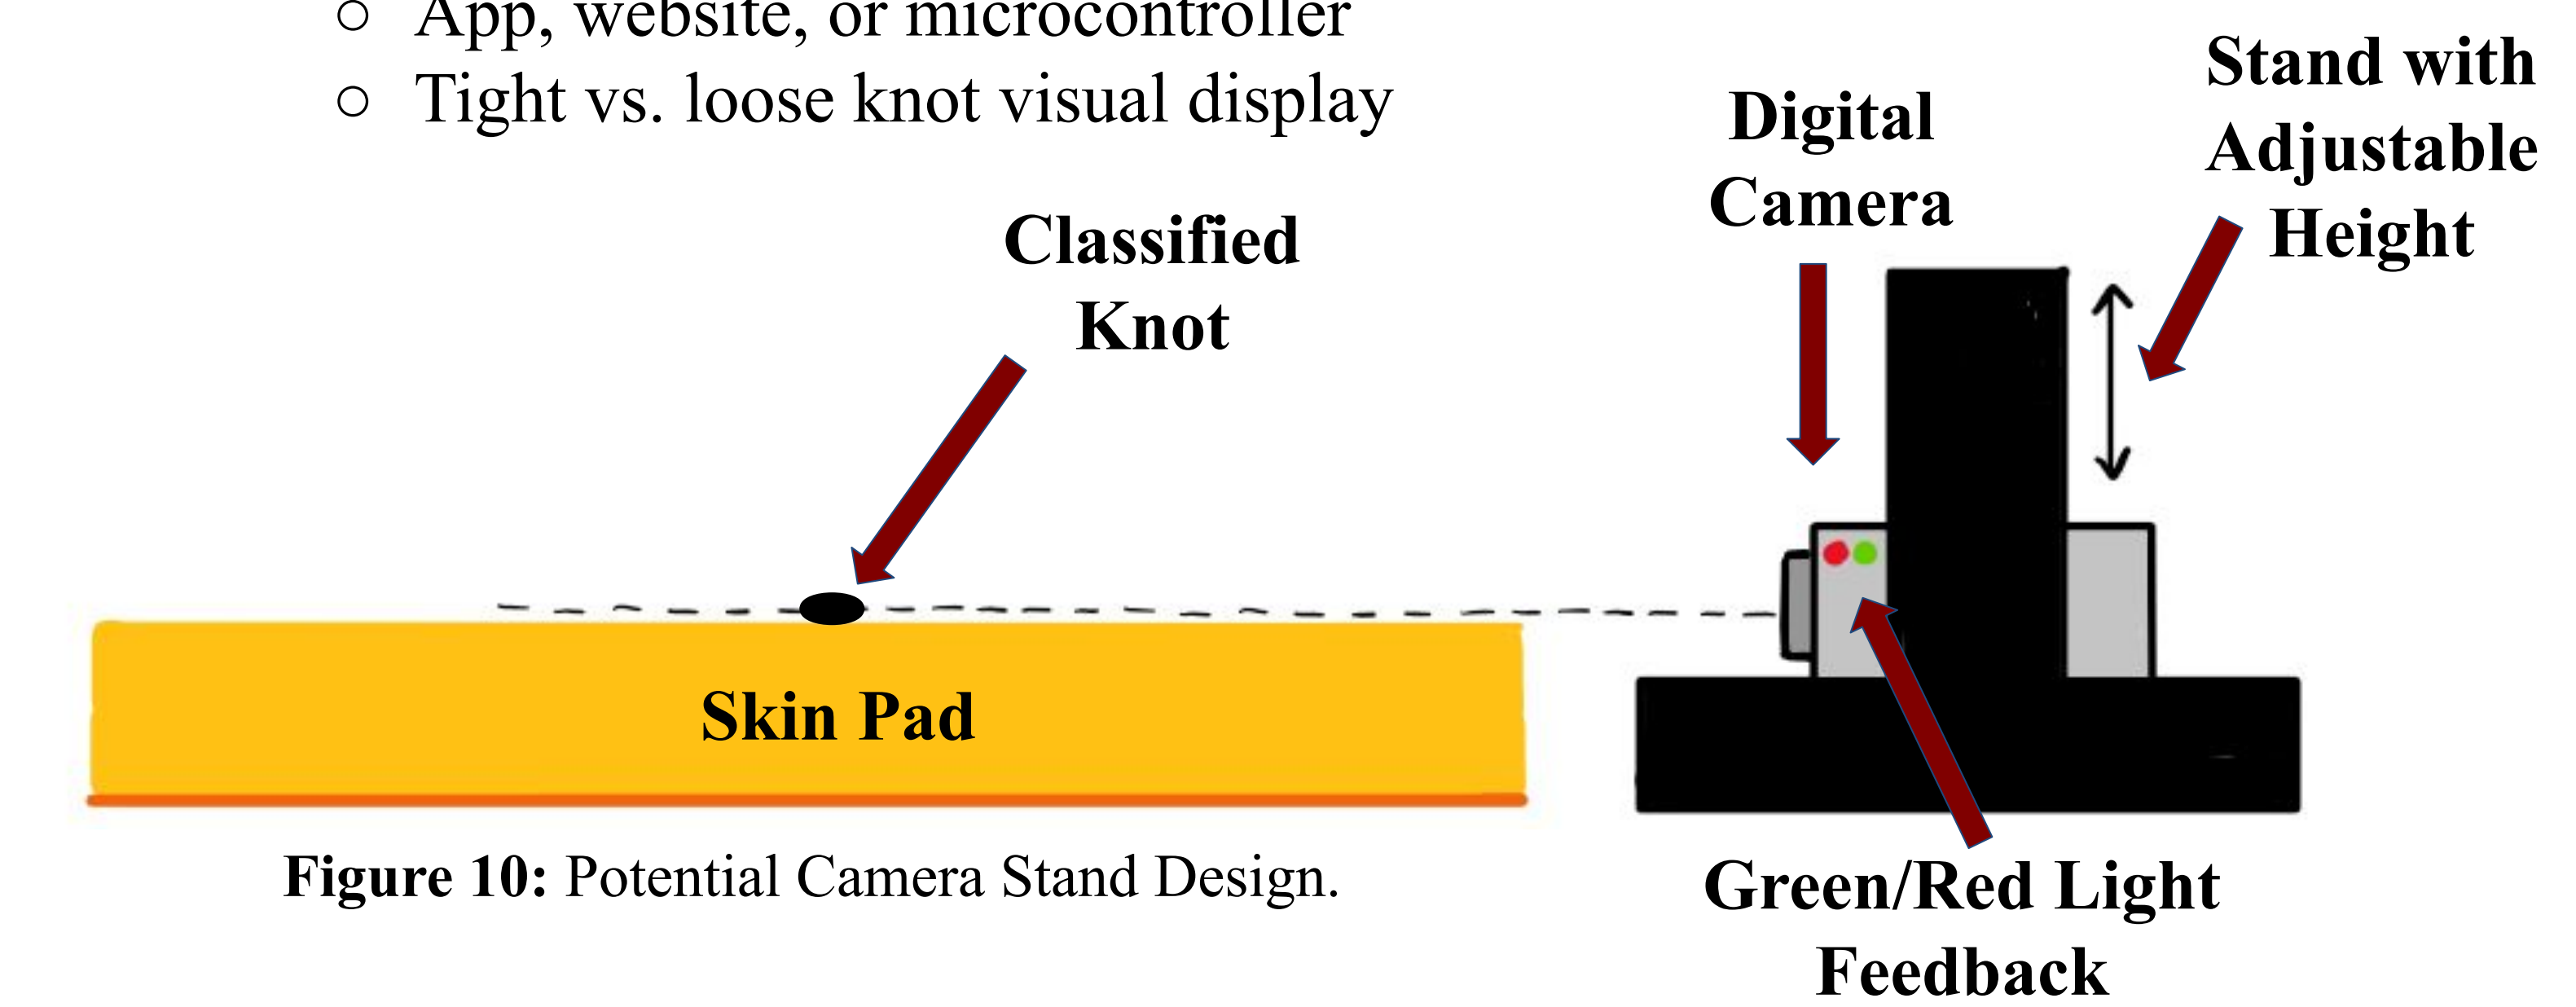 ○ App, website, or microcontroller
○ Tight vs. loose knot visual display
Stand with
Adjustable
Height
Digital
Camera
Classified
Knot
Skin Pad
Figure 10: Potential Camera Stand Design.
Green/Red Light
Feedback